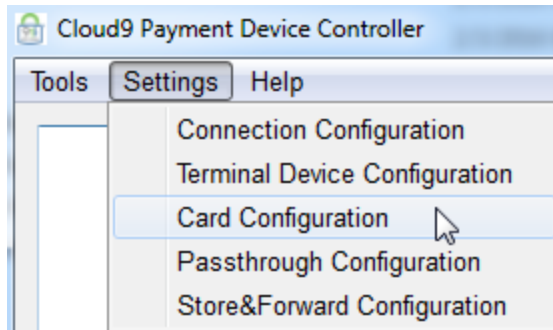 Cloud9 Payment Device Controller
Tools Settings Help
Connection Configuration
Terminal Device Configuration
Card Configuration
Passthrough Configuration
Store&Forward Configuration